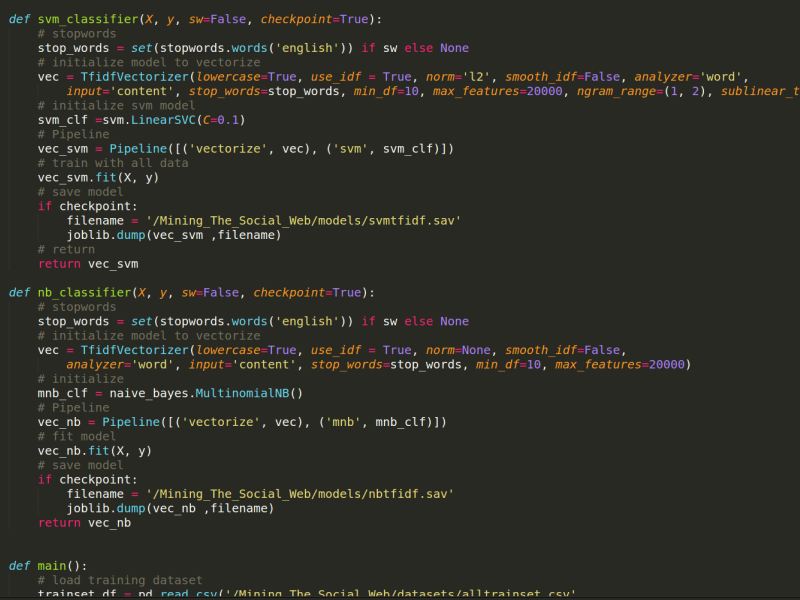 def svm_classifier(X, y, sw=False, checkpoint=True):
    # stopwords
    stop_words = set(stopwords.words('english')) if sw else None
    # initialize model to vectorize
    vec = TfidfVectorizer(lowercase=True, use_idf = True, norm='l2', smooth_idf=False, analyzer='word',
        input='content', stop_words=stop_words, min_df=10, max_features=20000, ngram_range=(1, 2), sublinear_t
    # initialize svm model
    svm_clf =svm.LinearSVC(C=0.1)
    # Pipeline
    vec_svm = Pipeline([('vectorize', vec), ('svm', svm_clf)])
    # train with all data
    vec_svm.fit(X, y)
    # save model
    if checkpoint:
        filename = '/Mining_The_Social_Web/models/svmtfidf.sav'
        joblib.dump(vec_svm ,filename)
    # return
    return vec_svm

def nb_classifier(X, y, sw=False, checkpoint=True):
    # stopwords
    stop_words = set(stopwords.words('english')) if sw else None
    # initialize model to vectorize
    vec = TfidfVectorizer(lowercase=True, use_idf = True, norm=None, smooth_idf=False,
        analyzer='word', input='content', stop_words=stop_words, min_df=10, max_features=20000)
    # initialize
    mnb_clf = naive_bayes.MultinomialNB()
    # Pipeline
    vec_nb = Pipeline([('vectorize', vec), ('mnb', mnb_clf)])
    # fit model
    vec_nb.fit(X, y)
    # save model
    if checkpoint:
        filename = '/Mining_The_Social_Web/models/nbtfidf.sav'
        joblib.dump(vec_nb ,filename)
    return vec_nb

def main():
    # load training dataset
    trainset_df = pd.read_csv('/Mining_The_Social_Web/datasets/alltrainset.csv'